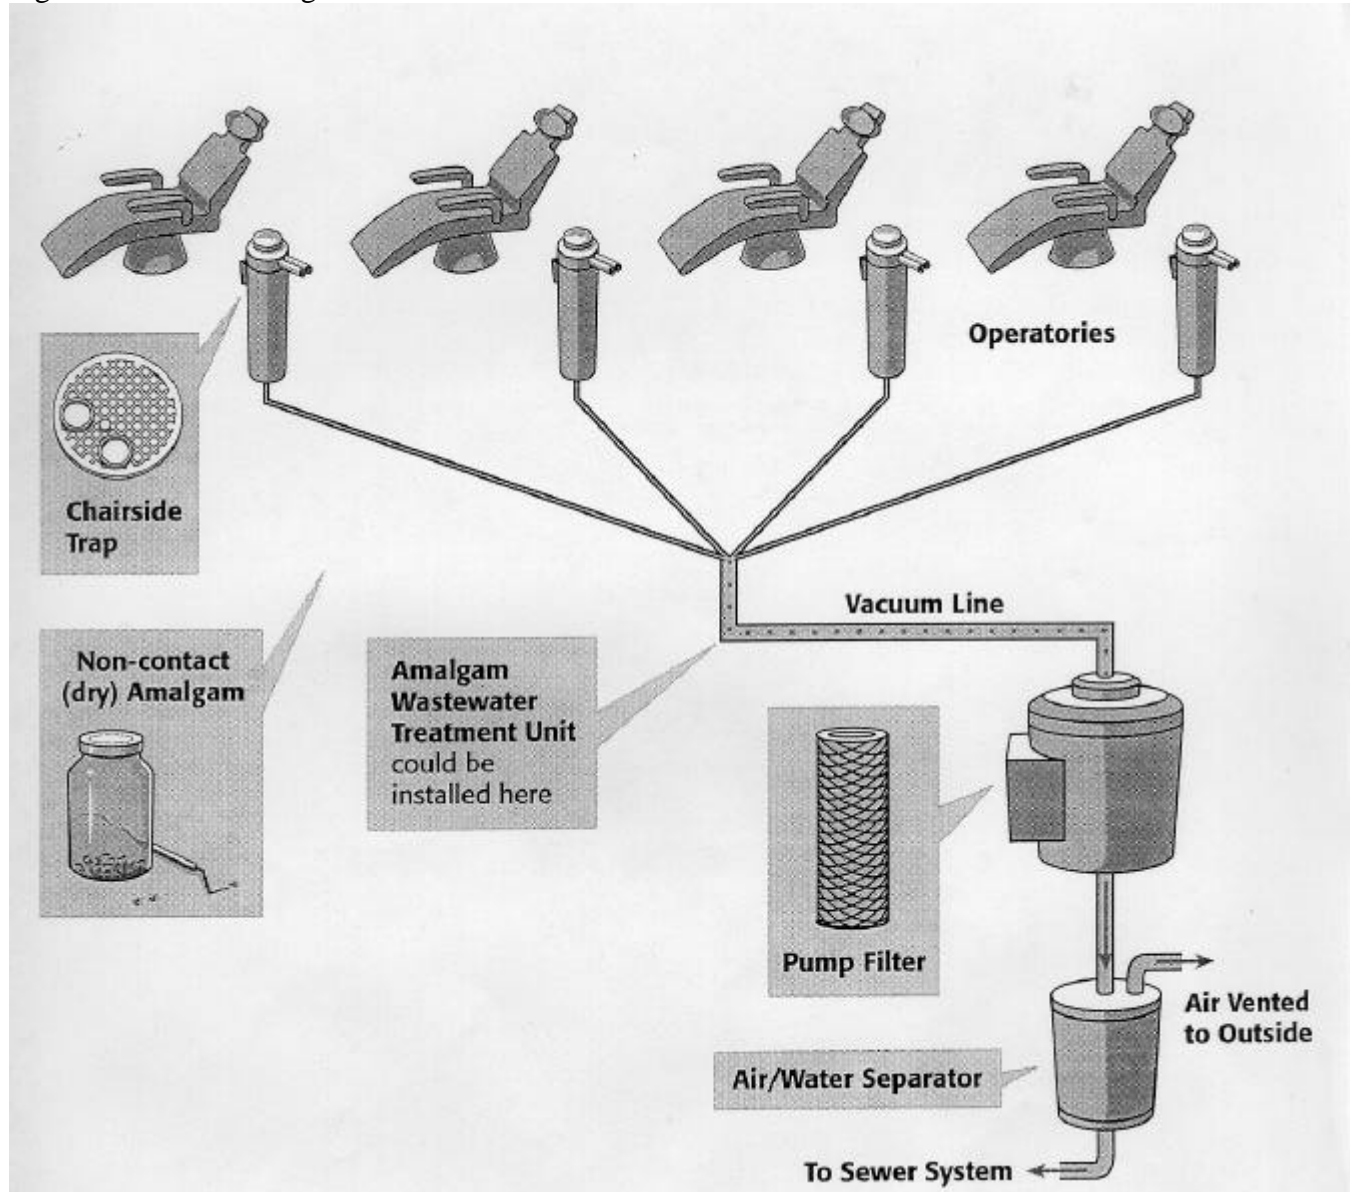 Operatories
Chairside
Trap
Vacuum Line
Non-contact
(dry) Amalgam
Amalgam
Wastewater
Treatment Unit
could be
installed here
Pump Filter
Air Vented
to Outside
Air/Water Separator
To Sewer System